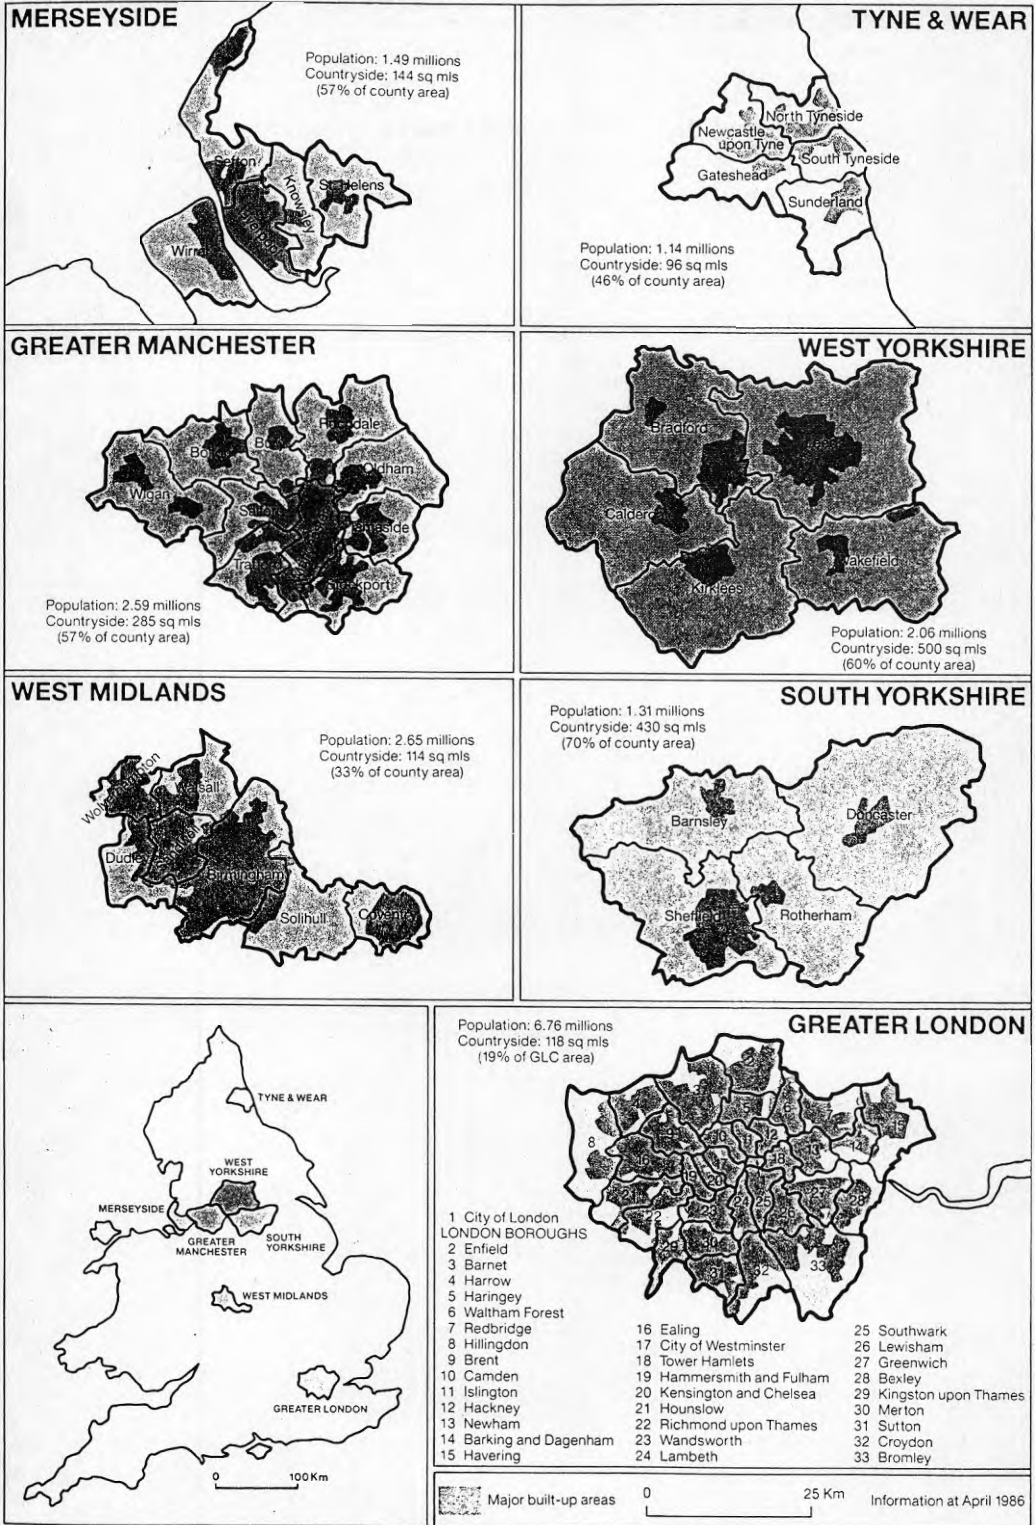 MERSEYSIDE
Population: 1.49 millions
Countryside: 144 sq mls
(57% of county area)
Sefton
Knowsley
St. Helens
Wirral
TYNE & WEAR
North Tyneside
Newcastle
upon Tyne
South Tyneside
Gateshead
Sunderland
Population: 1.14 millions
Countryside: 96 sq mls
(46% of county area)
GREATER MANCHESTER
Rochdale
Oldham
Wigan
Tameside
Stockport
Population: 2.59 millions
Countryside: 285 sq mls
(57% of county area)
WEST YORKSHIRE
Bradford
Kirklees
Wakefield
Population: 2.06 millions
Countryside: 500 sq mls
(60% of county area)
WEST MIDLANDS
Population: 2.65 millions
Countryside: 114 sq mls
(33% of county area)
Wolverhampton
Walsall
Dudley
Birmingham
Solihull
Coventry
SOUTH YORKSHIRE
Population: 1.31 millions
Countryside: 430 sq mls
(70% of county area)
Barnsley
Doncaster
Sheffield
Rotherham
TYNE & WEAR
WEST
YORKSHIRE
MERSEYSIDE
GREATER
MANCHESTER
SOUTH
YORKSHIRE
WEST MIDLANDS
GREATER LONDON
0 100 Km
GREATER LONDON
Population: 6.76 millions
Countryside: 118 sq mls
(19% of GLC area)
1 City of London
LONDON BOROUGHS
2 Enfield
3 Barnet
4 Harrow
5 Haringey
6 Waltham Forest
7 Redbridge
8 Hillingdon
9 Brent
10 Camden
11 Islington
12 Hackney
13 Newham
14 Barking and Dagenham
15 Havering
16 Ealing
17 City of Westminster
18 Tower Hamlets
19 Hammersmith and Fulham
20 Kensington and Chelsea
21 Hounslow
22 Richmond upon Thames
23 Wandsworth
24 Lambeth
25 Southwark
26 Lewisham
27 Greenwich
28 Bexley
29 Kingston upon Thames
30 Merton
31 Sutton
32 Croydon
33 Bromley
Major built-up areas
0 25 Km
Information at April 1986